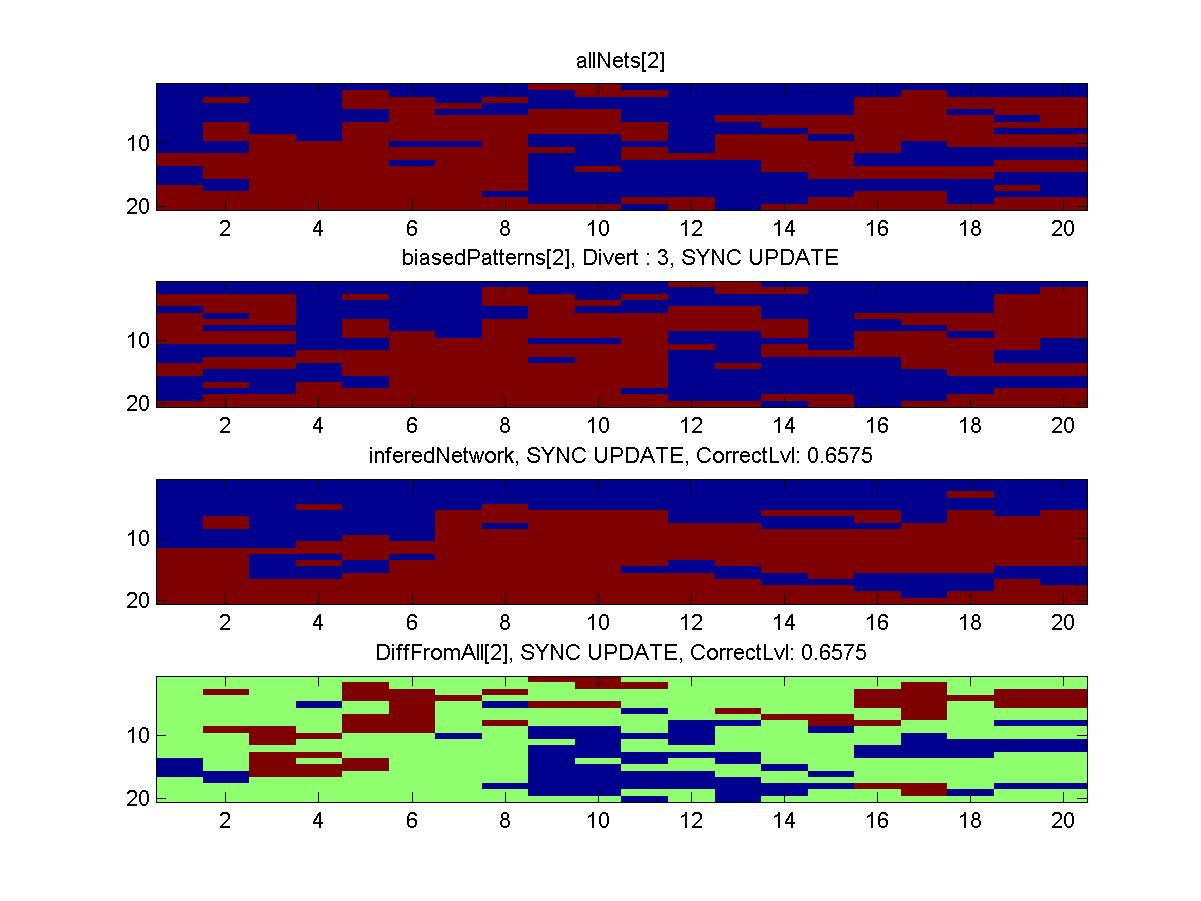 allNets[2]
10
20
2 4 6 8 10 12 14 16 18 20
biasedPatterns[2], Divert : 3, SYNC UPDATE
10
20
2 4 6 8 10 12 14 16 18 20
inferedNetwork, SYNC UPDATE, CorrectLvl: 0.6575
10
20
2 4 6 8 10 12 14 16 18 20
DiffFromAll[2], SYNC UPDATE, CorrectLvl: 0.6575
10
20
2 4 6 8 10 12 14 16 18 20